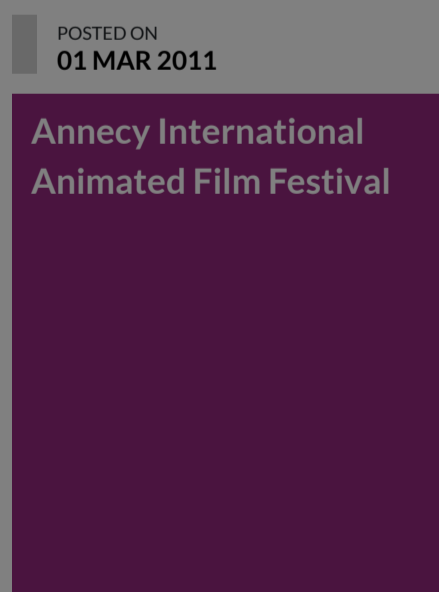 POSTED ON
01 MAR 2011
Annecy International
Animated Film Festival